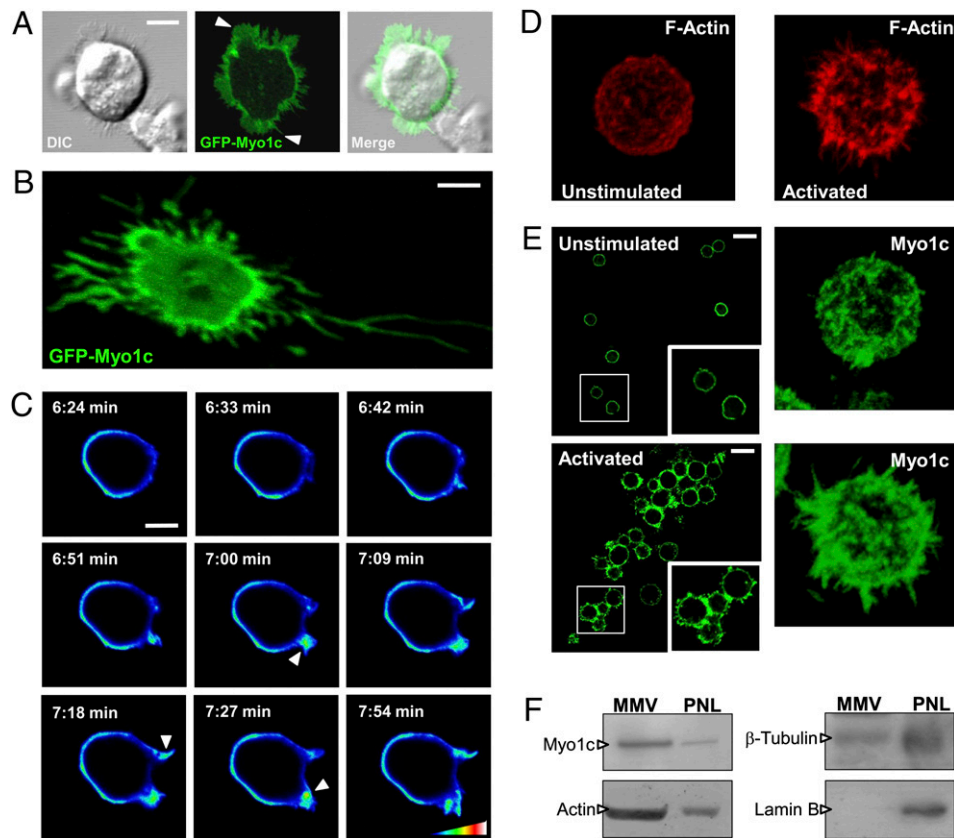 A
DIC
GFP-Myo1c
Merge
B
GFP-Myo1c
C
6:24 min
6:33 min
6:42 min
6:51 min
7:00 min
7:09 min
7:18 min
7:27 min
7:54 min
D
F-Actin
Unstimulated
F-Actin
Activated
E
Unstimulated
Myo1c
Activated
Myo1c
F
MMV PNL
Myo1c
Actin
MMV PNL
β-Tubulin
Lamin B